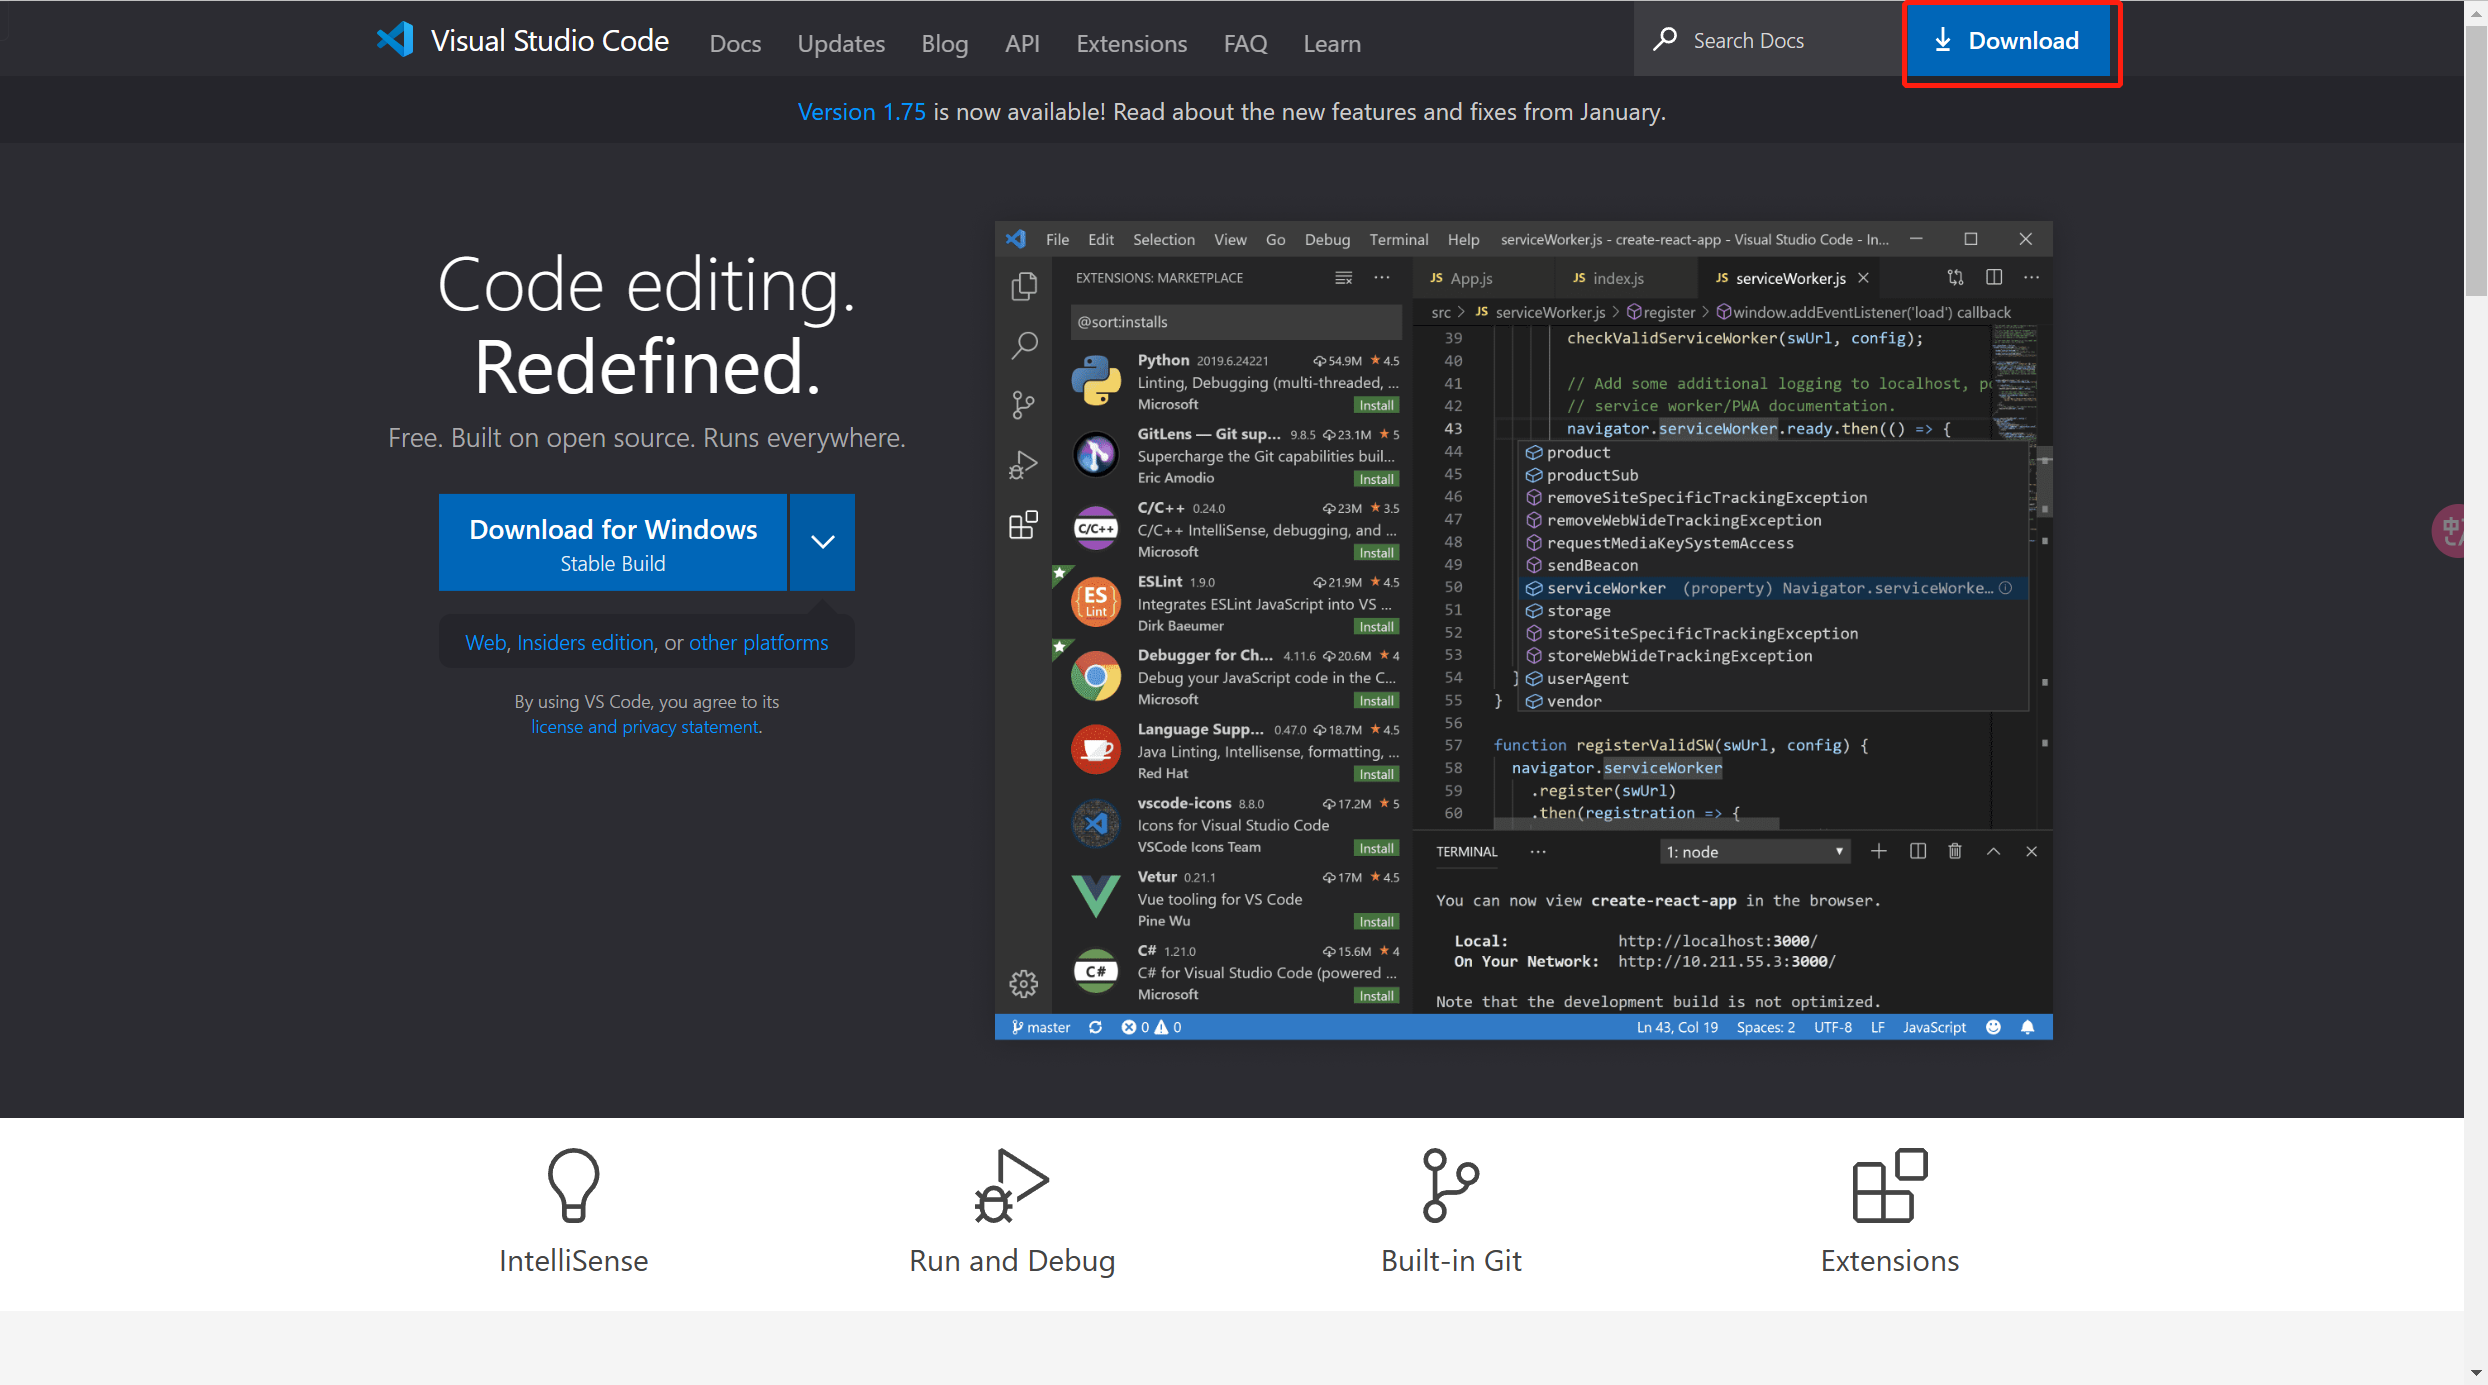 Visual Studio Code Docs Updates Blog API Extensions FAQ Learn Search Docs Download
Version 1.75 is now available! Read about the new features and fixes from January.
Code editing.
Redefined.
Free. Built on open source. Runs everywhere.
Download for Windows
Stable Build
Web, Insiders edition, or other platforms
By using VS Code, you agree to its
license and privacy statement.
File Edit Selection View Go Debug Terminal Help serviceWorker.js - create-react-app - Visual Studio Code - In...
EXTENSIONS: MARKETPLACE
@sort:installs
Python 2019.6.24221 54.9M 4.5
Linting, Debugging (multi-threaded, ...
Microsoft Install
GitLens — Git sup... 9.8.5 23.1M 5
Supercharge the Git capabilities buil...
Eric Amodio Install
C/C++
C/C++ 0.24.0 23M 3.5
C/C++ IntelliSense, debugging, and ...
Microsoft Install
ES
Lint
ESLint 1.9.0 21.9M 4.5
Integrates ESLint JavaScript into VS ...
Dirk Baeumer Install
Debugger for Ch... 4.11.6 20.6M 4
Debug your JavaScript code in the C...
Microsoft Install
Language Supp... 0.47.0 18.7M 4.5
Java Linting, Intellisense, formatting, ...
Red Hat Install
vscode-icons 8.8.0 17.2M 5
Icons for Visual Studio Code
VSCode Icons Team Install
Vetur 0.21.1 17M 4.5
Vue tooling for VS Code
Pine Wu Install
C#
C# 1.21.0 15.6M 4
C# for Visual Studio Code (powered ...
Microsoft Install
JS App.js JS index.js JS serviceWorker.js
src > JS serviceWorker.js > register > window.addEventListener('load') callback
39 checkValidServiceWorker(swUrl, config);
40
41 // Add some additional logging to localhost, po
42 // service worker/PWA documentation.
43 navigator.serviceWorker.ready.then(() => {
44 product
45 productSub
46 removeSiteSpecificTrackingException
47 removeWebWideTrackingException
48 requestMediaKeySystemAccess
49 sendBeacon
50 serviceWorker (property) Navigator.serviceWorke...
51 storage
52 storeSiteSpecificTrackingException
53 storeWebWideTrackingException
54 } userAgent
55 } vendor
56
57 function registerValidSW(swUrl, config) {
58 navigator.serviceWorker
59 .register(swUrl)
60 .then(registration => {
TERMINAL ... 1: node
You can now view create-react-app in the browser.
Local: http://localhost:3000/
On Your Network: http://10.211.55.3:3000/
Note that the development build is not optimized.
master 0 0 Ln 43, Col 19 Spaces: 2 UTF-8 LF JavaScript
中
IntelliSense Run and Debug Built-in Git Extensions